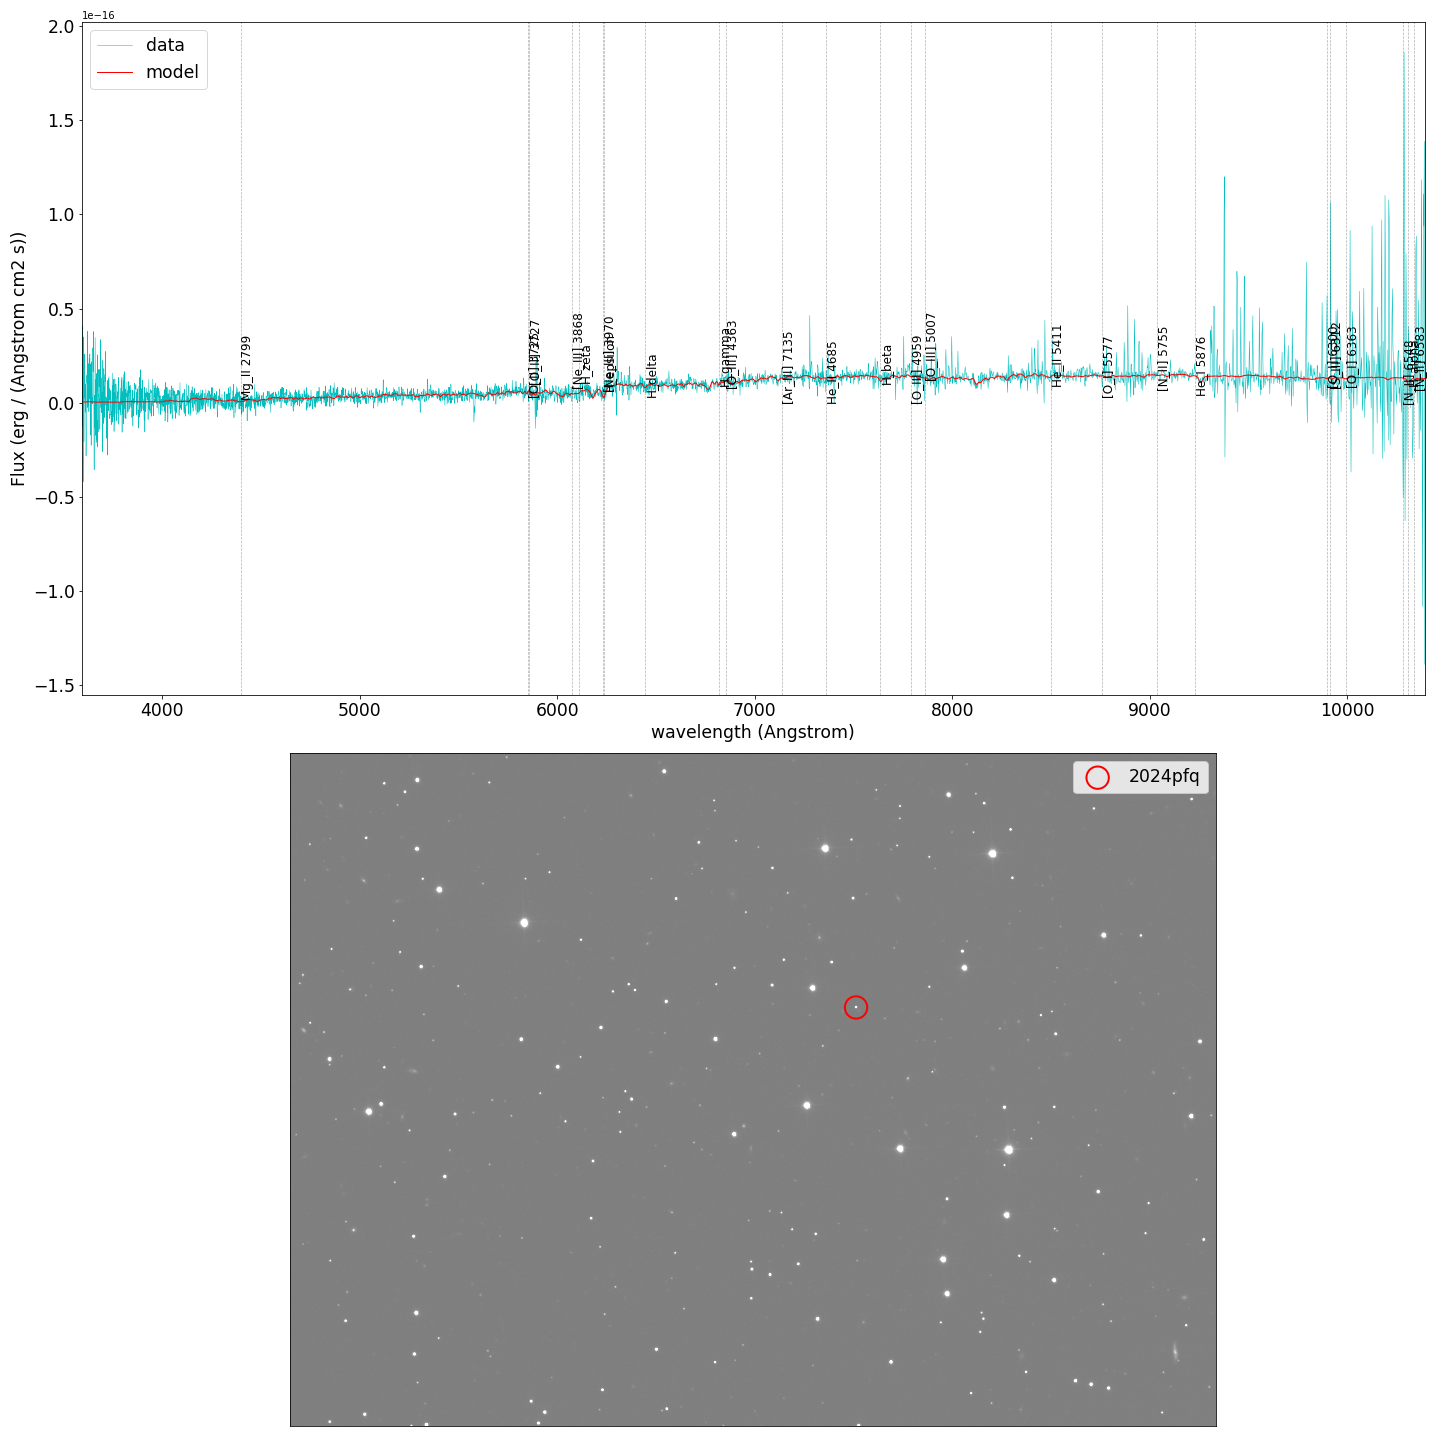 1e−16
data
model
2.0
1.5
1.0
0.5
0.0
−0.5
−1.0
−1.5
Flux (erg / (Angstrom cm2 s))
Mg_II 2799
[Ne_III] 3868
H_zeta
H_delta
[O_III] 4363
[Ar_III] 7135
He_II 4685
H_beta
[O_III] 4959
[O_III] 5007
He_II 5411
[O_I] 5577
[N_II] 5755
He_I 5876
[O_I] 6363
4000
5000
6000
7000
8000
9000
10000
wavelength (Angstrom)
2024pfq